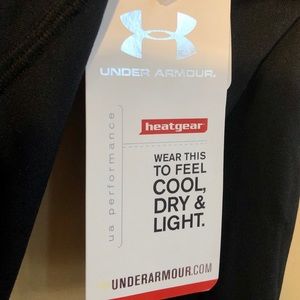 UNDER ARMOUR.
heatgear
ua performance
WEAR THIS
TO FEEL
COOL,
DRY &
LIGHT.
UNDERARMOUR.COM